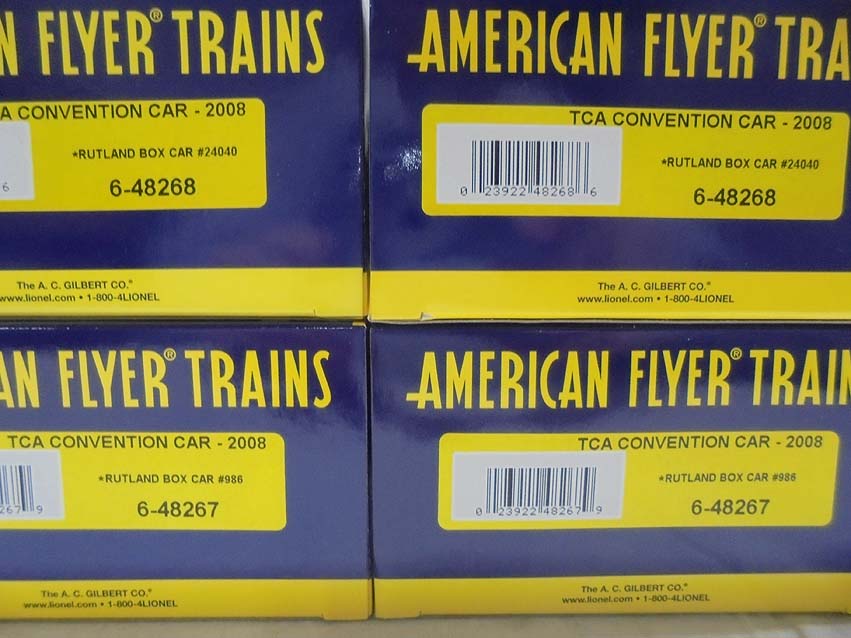 N FLYER® TRAINS
A CONVENTION CAR - 2008
*RUTLAND BOX CAR #24040
6
6-48268
The A. C. GILBERT CO.®
www.lionel.com • 1-800-4LIONEL
AMERICAN FLYER® TRA
TCA CONVENTION CAR - 2008
*RUTLAND BOX CAR #24040
0 23922 48268 6
6-48268
The A. C. GILBERT CO.®
www.lionel.com • 1-800-4LIONEL
AN FLYER® TRAINS
TCA CONVENTION CAR - 2008
*RUTLAND BOX CAR #986
267 9
6-48267
The A. C. GILBERT CO.®
www.lionel.com • 1-800-4LIONEL
AMERICAN FLYER® TRAIN
TCA CONVENTION CAR - 2008
*RUTLAND BOX CAR #986
0 23922 48267 9
6-48267
The A. C. GILBERT CO.®
www.lionel.com • 1-800-4LIONEL